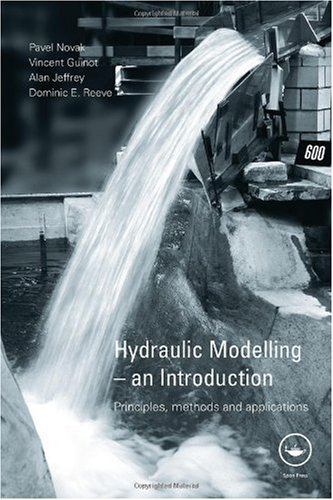 Pavel Novak
Vincent Guinot
Alan Jeffrey
Dominic E. Reeve
600
Hydraulic Modelling
– an Introduction
Principles, methods and applications
Spon Press